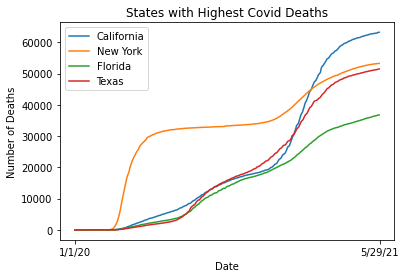 States with Highest Covid Deaths
California
New York
Florida
Texas
Number of Deaths
60000
50000
40000
30000
20000
10000
0
1/1/20
5/29/21
Date